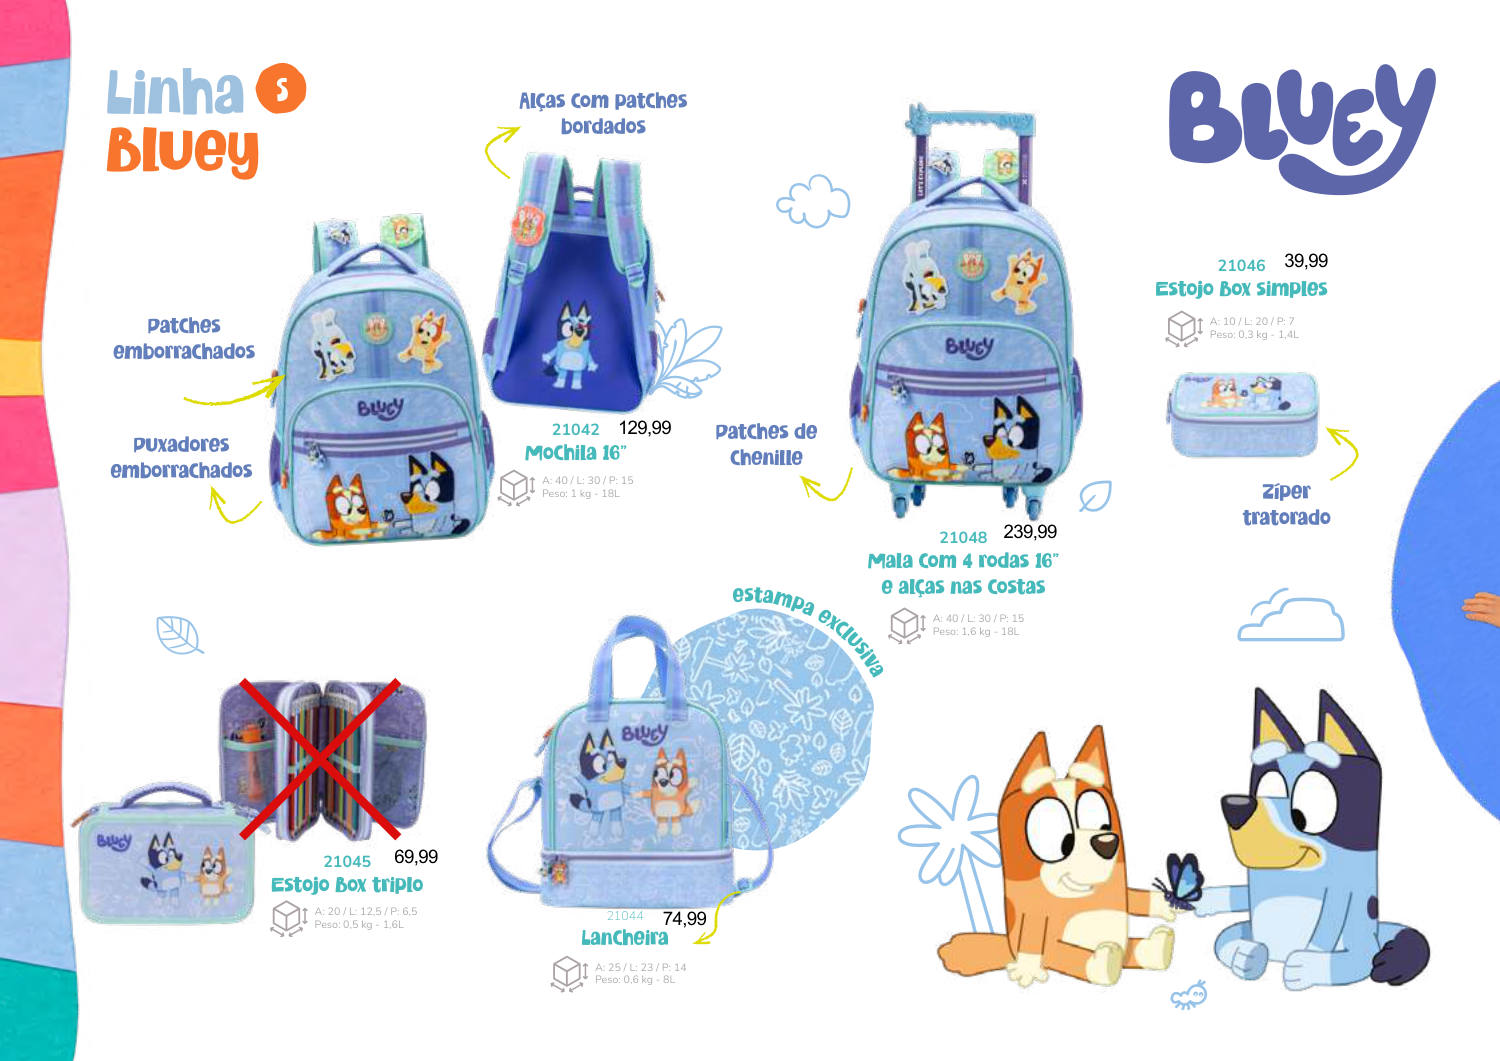 Linha S
Bluey
Alças com patches
bordados
BLUEY
Patches
emborrachados
Puxadores
emborrachados
BLUEY
21042 129,99
Mochila 16”
A: 40 / L: 30 / P: 15
Peso: 1 kg - 18L
BLUEY
Patches de
Chenille
21048 239,99
Mala com 4 rodas 16”
e alças nas costas
A: 40 / L: 30 / P: 15
Peso: 1,6 kg - 18L
21046 39,99
Estojo Box simples
A: 10 / L: 20 / P: 7
Peso: 0,3 kg - 1,4L
Zíper
tratorado
BLUEY
21045 69,99
Estojo Box triplo
A: 20 / L: 12,5 / P: 6,5
Peso: 0,5 kg - 1,6L
estampa exclusiva
BLUEY
21044 74,99
Lancheira
A: 25 / L: 23 / P: 14
Peso: 0,6 kg - 8L